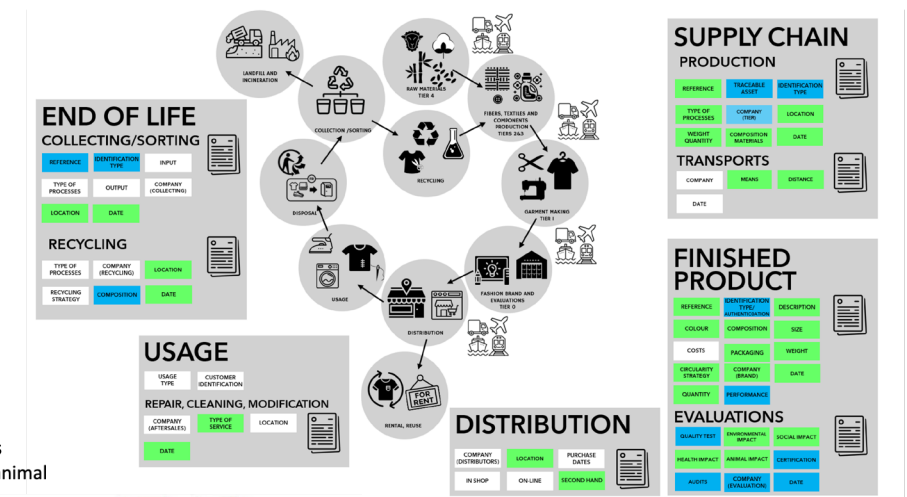 LANDFILL AND
INCINERATION
COLLECTION /SORTING
RAW MATERIALS
TIER 4
FIBERS, TEXTILES AND
COMPONENTS
PRODUCTION
TIERS 2&3
RECYCLING
DISPOSAL
GARMENT MAKING
TIER 1
USAGE
FASHION BRAND AND
EVALUATIONS
TIER 0
DISTRIBUTION
FOR
RENT
RENTAL, REUSE
END OF LIFE
COLLECTING/SORTING
REFERENCE
IDENTIFICATION
TYPE
INPUT
TYPE OF
PROCESSES
OUTPUT
COMPANY
(COLLECTING)
LOCATION
DATE
RECYCLING
TYPE OF
PROCESSES
COMPANY
(RECYCLING)
LOCATION
RECYCLING
STRATEGY
COMPOSITION
DATE
USAGE
USAGE
TYPE
CUSTOMER
IDENTIFICATION
REPAIR, CLEANING, MODIFICATION
COMPANY
(AFTERSALES)
TYPE OF
SERVICE
LOCATION
DATE
s
animal
DISTRIBUTION
COMPANY
(DISTRIBUTORS)
LOCATION
PURCHASE
DATES
IN SHOP
ON-LINE
SECOND HAND
SUPPLY CHAIN
PRODUCTION
REFERENCE
TRACEABLE
ASSET
IDENTIFICATION
TYPE
TYPE OF
PROCESSES
COMPANY
(TIER)
LOCATION
WEIGHT
QUANTITY
COMPOSITION
MATERIALS
DATE
TRANSPORTS
COMPANY
MEANS
DISTANCE
DATE
FINISHED
PRODUCT
REFERENCE
IDENTIFICATION
TYPE/
AUTHENTICATION
DESCRIPTION
COLOUR
COMPOSITION
SIZE
COSTS
PACKAGING
WEIGHT
CIRCULARITY
STRATEGY
COMPANY
(BRAND)
DATE
QUANTITY
PERFORMANCE
EVALUATIONS
QUALITY TEST
ENVIRONMENTAL
IMPACT
SOCIAL IMPACT
HEALTH IMPACT
ANIMAL IMPACT
CERTIFICATION
AUDITS
COMPANY
(EVALUATION)
DATE